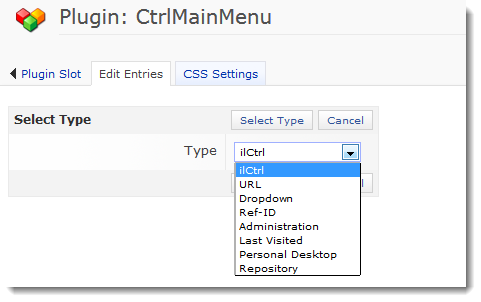 Plugin: CtrlMainMenu
Plugin Slot Edit Entries CSS Settings
Select Type Select Type Cancel
Type ilCtrl
ilCtrl
URL
Dropdown
Ref-ID
Administration
Last Visited
Personal Desktop
Repository